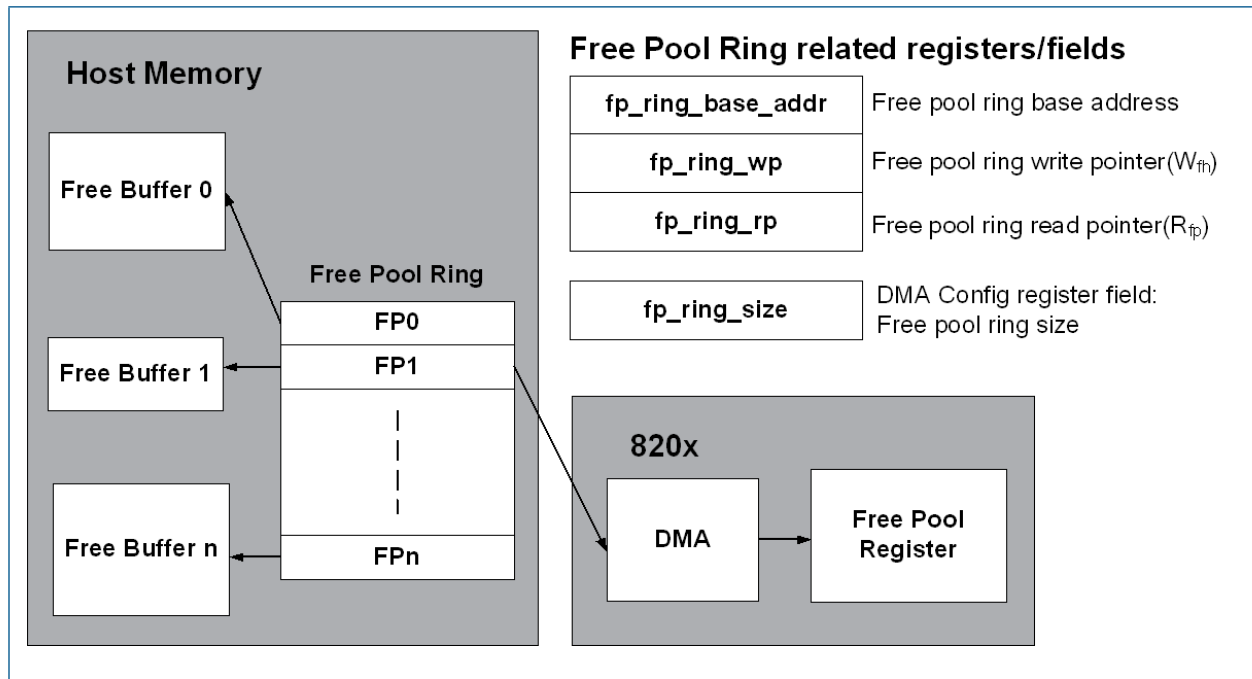 Host Memory
Free Buffer 0
Free Buffer 1
Free Buffer n
Free Pool Ring
FP0
FP1
FPn
Free Pool Ring related registers/fields
fp_ring_base_addr
Free pool ring base address
fp_ring_wp
Free pool ring write pointer(Wfh)
fp_ring_rp
Free pool ring read pointer(Rfp)
fp_ring_size
DMA Config register field:
Free pool ring size
820x
DMA
Free Pool
Register